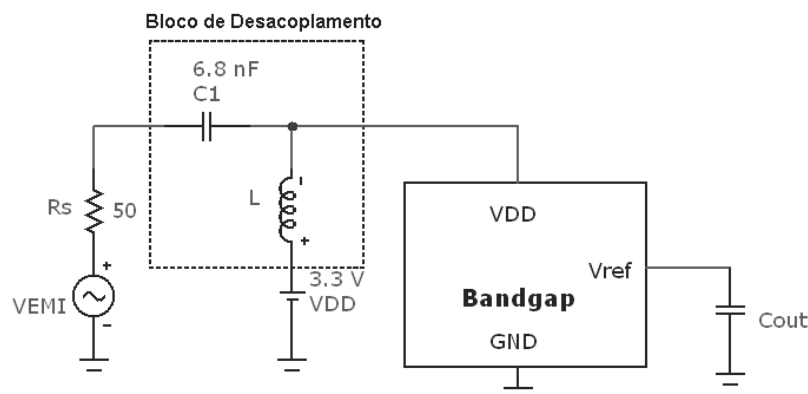 Bloco de Desacoplamento
6.8 nF
C1
Rs
50
L
-
+
VEMI
+
-
3.3 V
VDD
VDD
Vref
Bandgap
GND
Cout